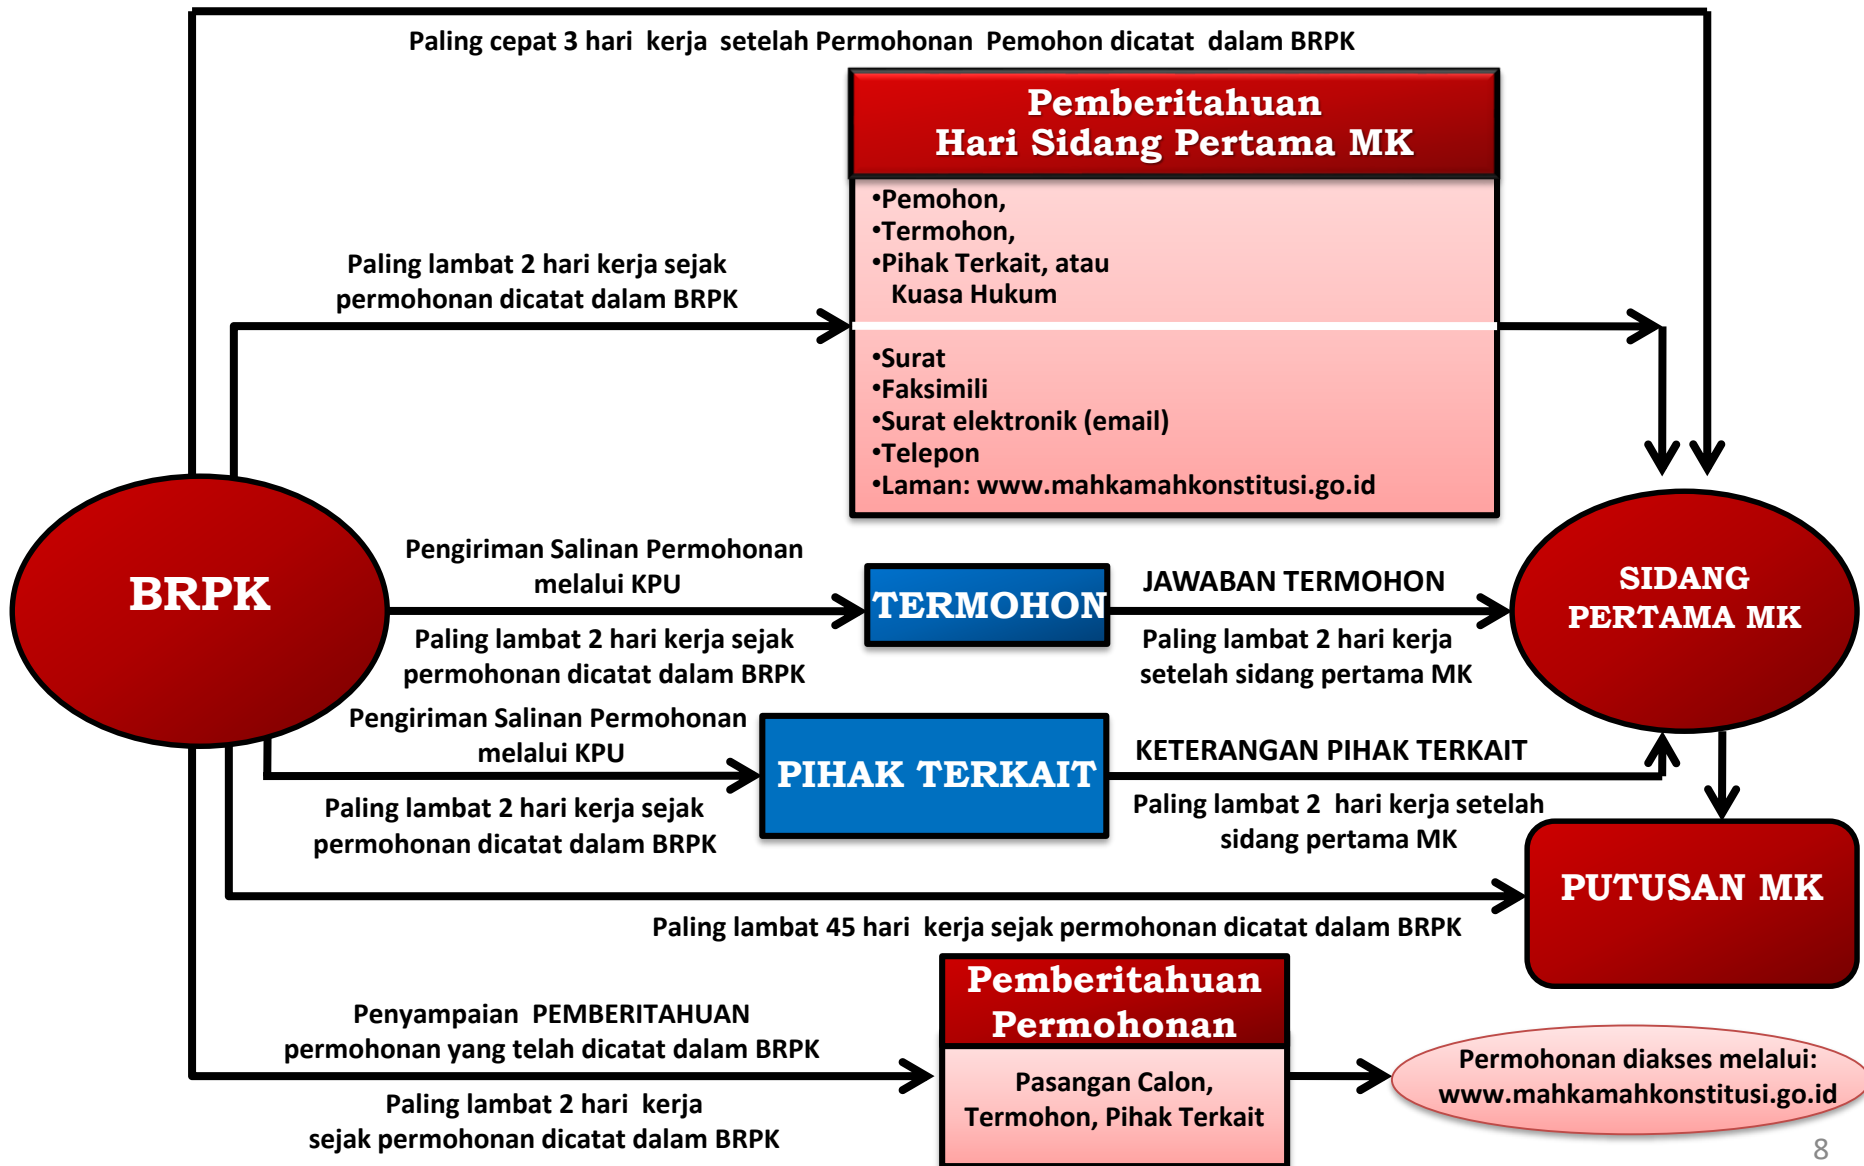 Paling cepat 3 hari kerja setelah Permohonan Pemohon dicatat dalam BRPK
Pemberitahuan
Hari Sidang Pertama MK
•Pemohon,
•Termohon,
•Pihak Terkait, atau
Kuasa Hukum
Paling lambat 2 hari kerja sejak
permohonan dicatat dalam BRPK
•Surat
•Faksimili
•Surat elektronik (email)
•Telepon
•Laman: www.mahkamahkonstitusi.go.id
BRPK
Pengiriman Salinan Permohonan
melalui KPU
Paling lambat 2 hari kerja sejak
permohonan dicatat dalam BRPK
TERMOHON
JAWABAN TERMOHON
Paling lambat 2 hari kerja
setelah sidang pertama MK
SIDANG
PERTAMA MK
Pengiriman Salinan Permohonan
melalui KPU
Paling lambat 2 hari kerja sejak
permohonan dicatat dalam BRPK
PIHAK TERKAIT
KETERANGAN PIHAK TERKAIT
Paling lambat 2 hari kerja setelah
sidang pertama MK
PUTUSAN MK
Paling lambat 45 hari kerja sejak permohonan dicatat dalam BRPK
Penyampaian PEMBERITAHUAN
permohonan yang telah dicatat dalam BRPK
Paling lambat 2 hari kerja
sejak permohonan dicatat dalam BRPK
Pemberitahuan
Permohonan
Pasangan Calon,
Termohon, Pihak Terkait
Permohonan diakses melalui:
www.mahkamahkonstitusi.go.id
8